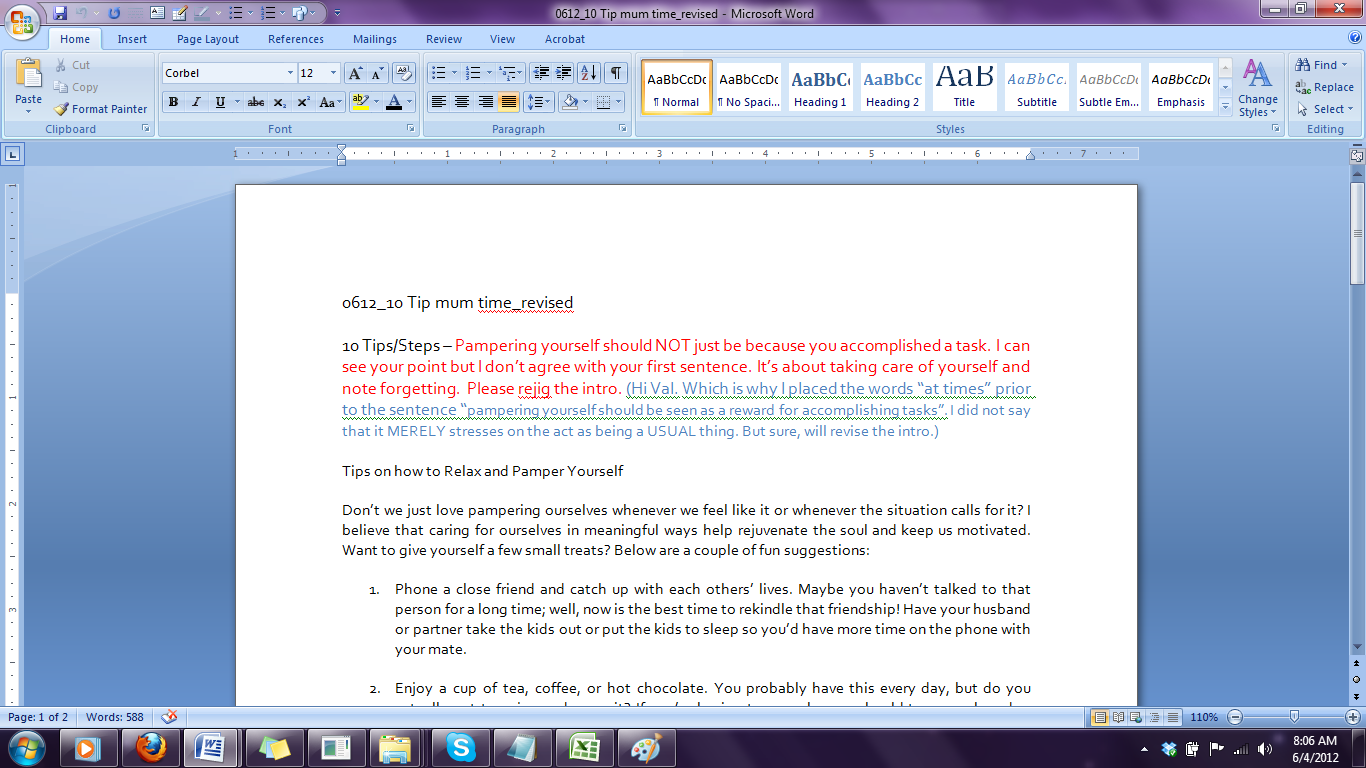 0612_10 Tip mum time_revised - Microsoft Word
Home Insert Page Layout References Mailings Review View Acrobat
Paste
Cut
Copy
Format Painter
Clipboard
Corbel 12
Font
Paragraph
AaBbCcDc AaBbCcDc AaBbC AaBbCc AaB AaBbCc. AaBbCcDc AaBbCcDc
¶ Normal ¶ No Spaci... Heading 1 Heading 2 Title Subtitle Subtle Em... Emphasis
Change
Styles
Styles
Find
Replace
Select
Editing
1 1 2 3 4 5 6 7
0612_10 Tip mum time_revised
10 Tips/Steps – Pampering yourself should NOT just be because you accomplished a task. I can
see your point but I don’t agree with your first sentence. It’s about taking care of yourself and
note forgetting. Please rejig the intro. (Hi Val. Which is why I placed the words “at times” prior
to the sentence “pampering yourself should be seen as a reward for accomplishing tasks”. I did not say
that it MERELY stresses on the act as being a USUAL thing. But sure, will revise the intro.)
Tips on how to Relax and Pamper Yourself
Don’t we just love pampering ourselves whenever we feel like it or whenever the situation calls for it? I
believe that caring for ourselves in meaningful ways help rejuvenate the soul and keep us motivated.
Want to give yourself a few small treats? Below are a couple of fun suggestions:
1. Phone a close friend and catch up with each others’ lives. Maybe you haven’t talked to that
person for a long time; well, now is the best time to rekindle that friendship! Have your husband
or partner take the kids out or put the kids to sleep so you’d have more time on the phone with
your mate.
2. Enjoy a cup of tea, coffee, or hot chocolate. You probably have this every day, but do you
Page: 1 of 2 Words: 588 110%
8:06 AM
6/4/2012